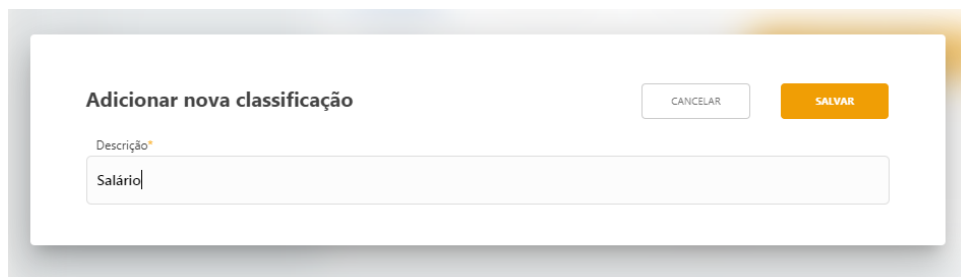 Adicionar nova classificação
CANCELAR
SALVAR
Descrição*
Salário